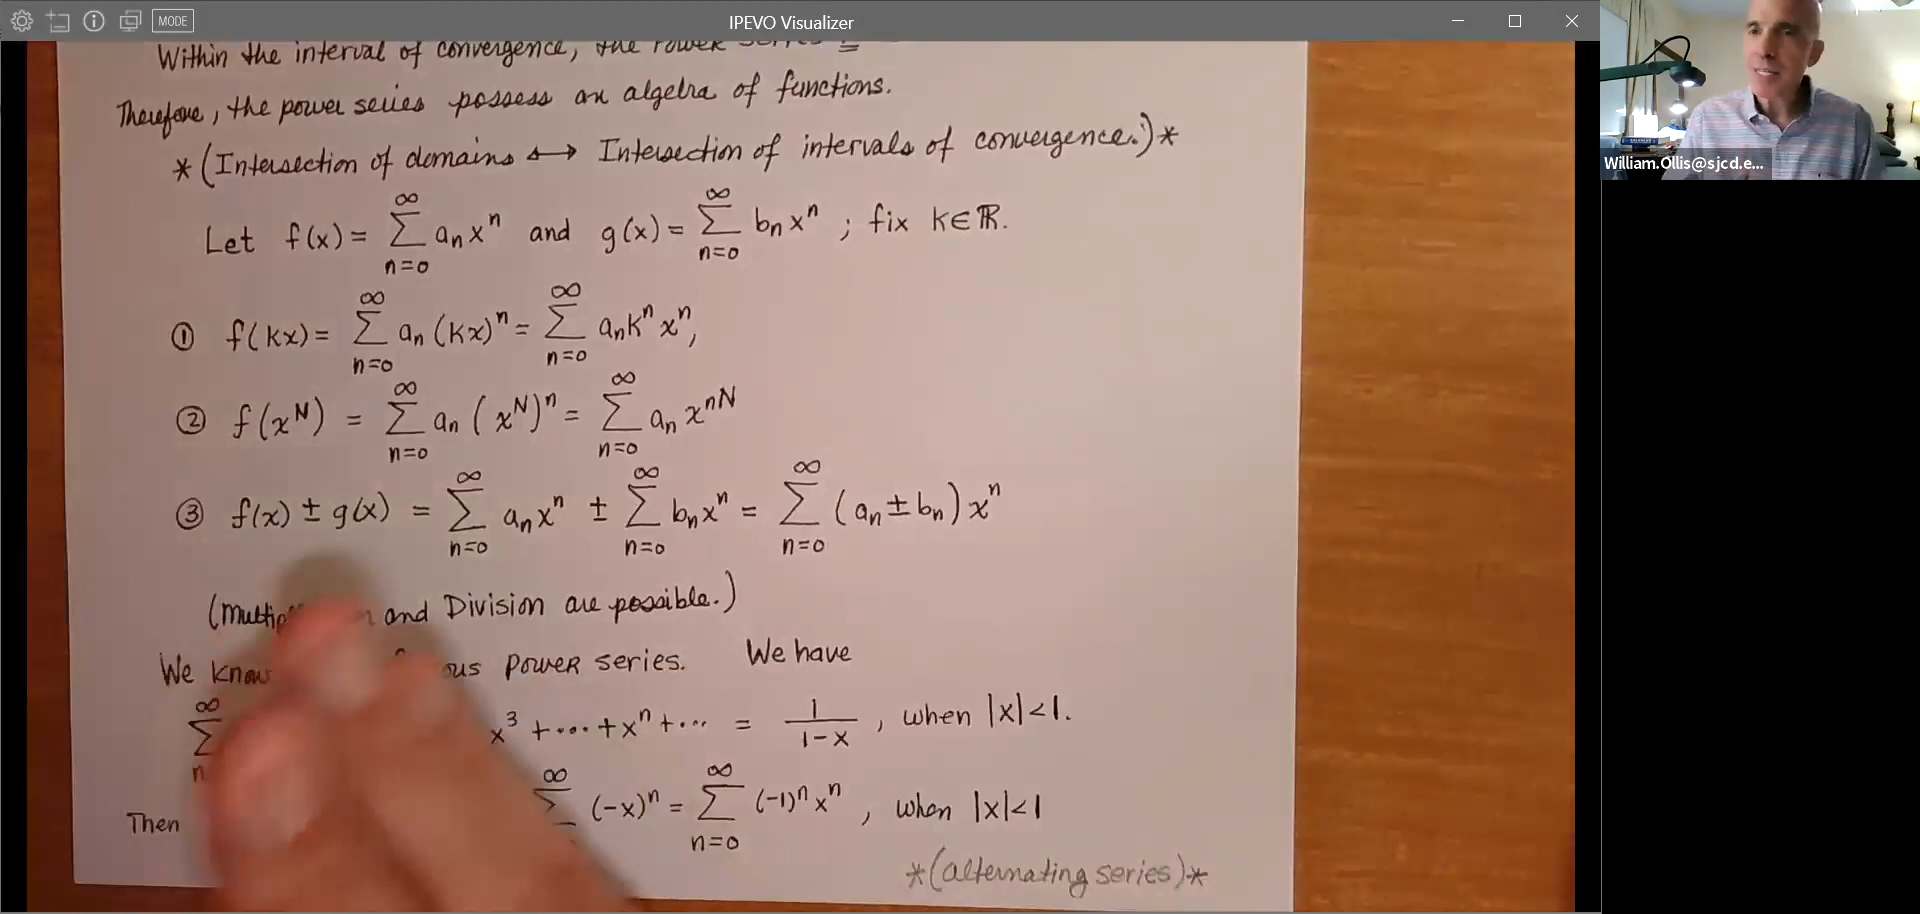 MODE
IPEVO Visualizer
William.Ollis@sjcd.e...
Within the interval of convergence, the Power
Therefore, the power series possess an algebra of functions.
*(Intersection of domains ↔ Intersection of intervals of convergence.)*
Let f(x) = ∑_{n=0}^{∞} a_n x^n and g(x) = ∑_{n=0}^{∞} b_n x^n ; fix k∈ℝ.
① f(kx) = ∑_{n=0}^{∞} a_n (kx)^n = ∑_{n=0}^{∞} a_n k^n x^n,
② f(x^N) = ∑_{n=0}^{∞} a_n (x^N)^n = ∑_{n=0}^{∞} a_n x^{nN}
③ f(x) ± g(x) = ∑_{n=0}^{∞} a_n x^n ± ∑_{n=0}^{∞} b_n x^n = ∑_{n=0}^{∞} (a_n ± b_n) x^n
and Division are possible.)
We know power series. We have
∑^{∞} x^3 + ... + x^n + ... = 1/(1-x) , when |x|<1.
Then ∑^{∞} (-x)^n = ∑_{n=0}^{∞} (-1)^n x^n , when |x|<1
*(alternating series)*